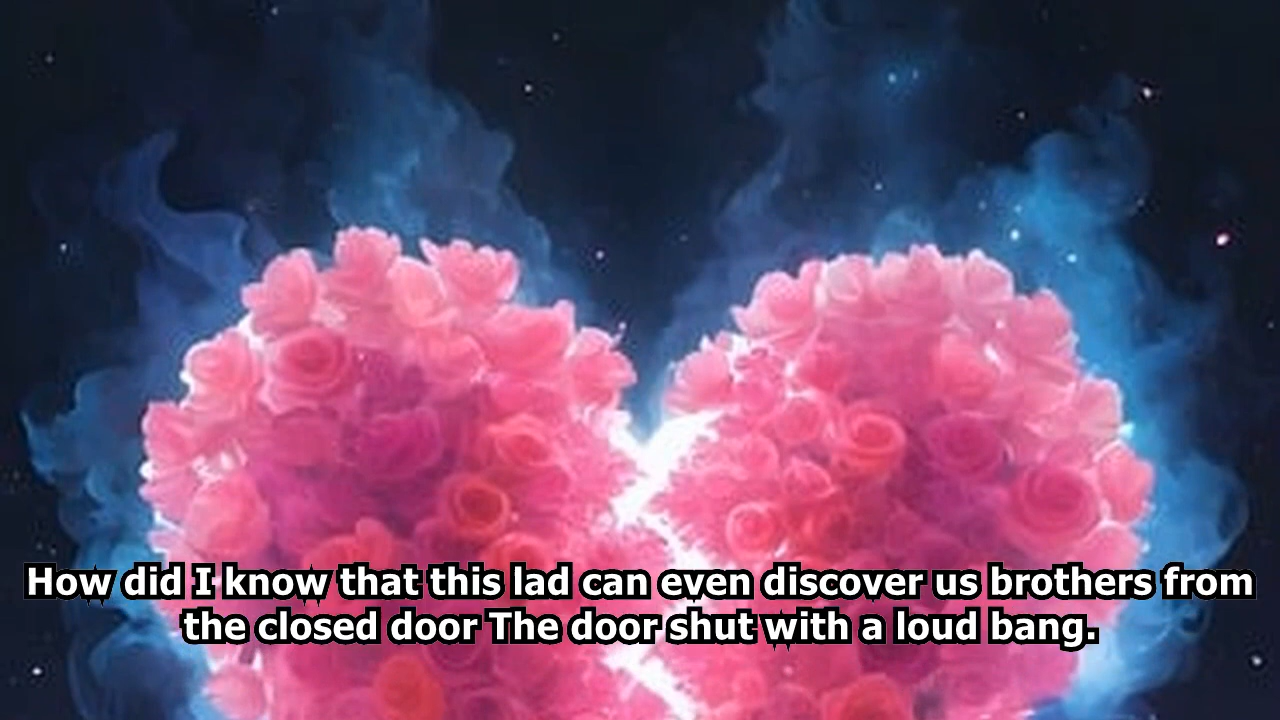 How did I know that this lad can even discover us brothers from
the closed door The door shut with a loud bang.